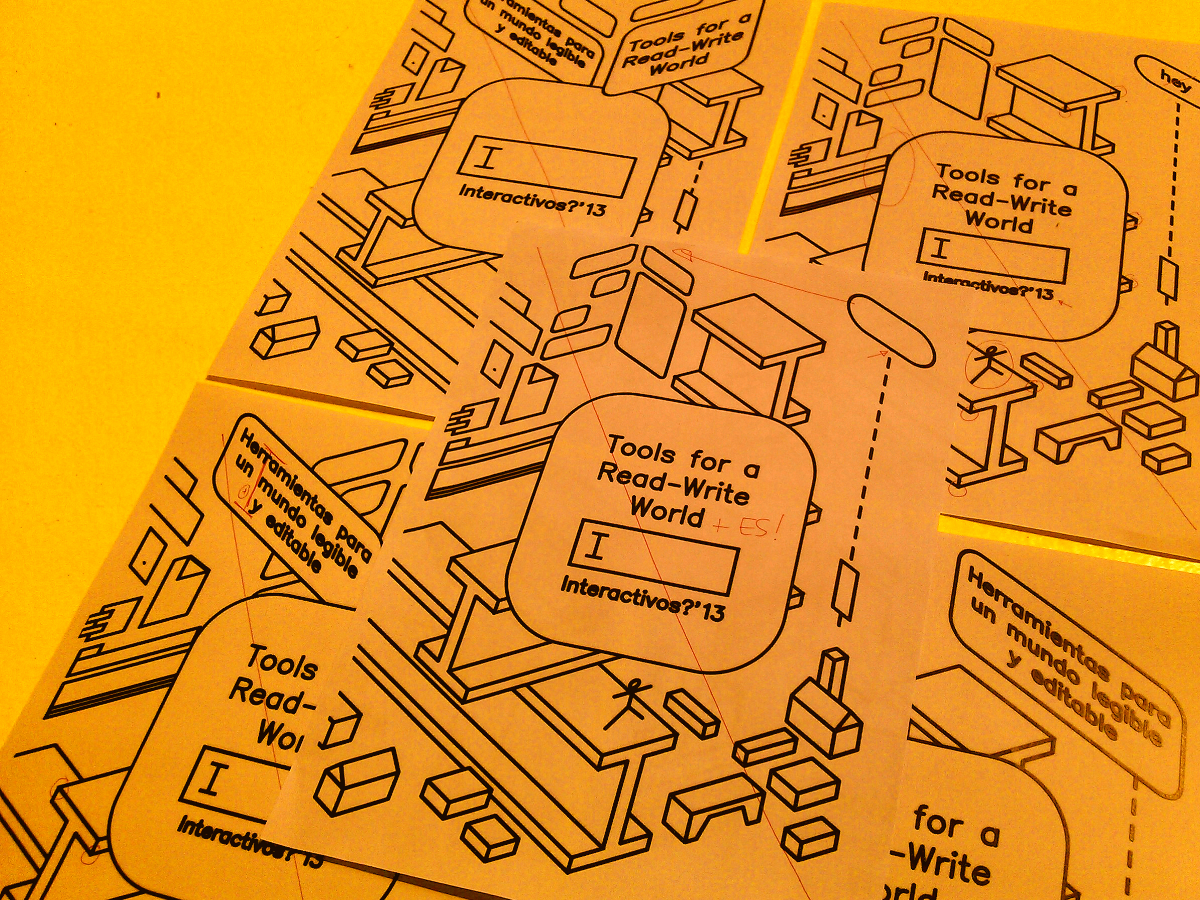 Herramientas para
un mundo legible
y editable
Tools for a
Read-Write
World
I
Interactivos?'13
hey
Tools for a
Read-Write
World
I
Interactivos?'13
Tools for a
Read-Write
World + ES!
I
Interactivos?'13
Herramientas para
un mundo legible
y editable
Tools
Read-
Wor
I
Interactivos?'13
Herramientas para
un mundo legible
y editable
for a
-Write
orld